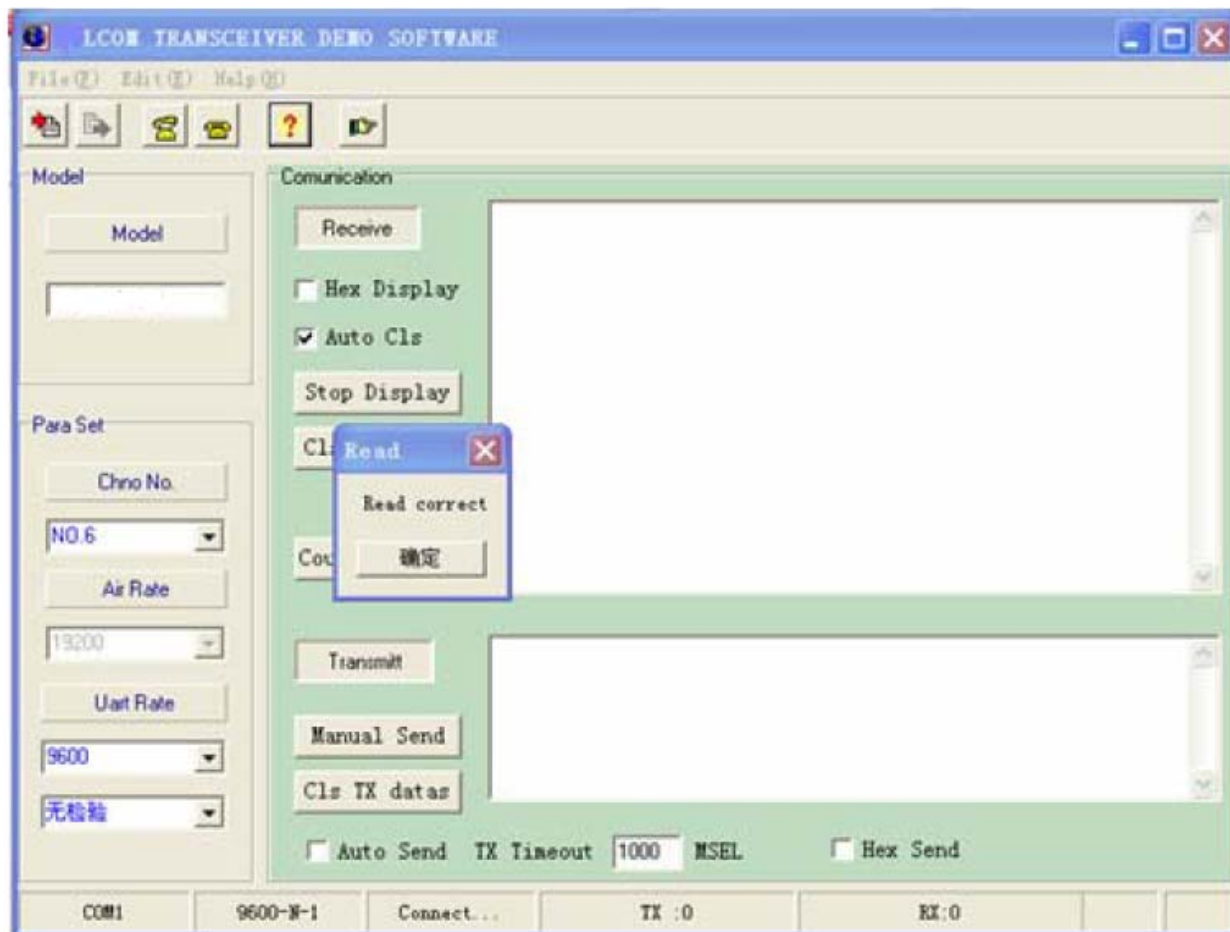 LCOM TRANSCEIVER DEMO SOFTWARE
File(F) Edit(E) Help(H)
Model
Model
Para Set
Chno No.
NO.6
Air Rate
19200
Uart Rate
9600
无检验
Comunication
Receive
Hex Display
Auto Cls
Stop Display
Cls
Read
Read correct
确定
Cou
Transmitt
Manual Send
Cls TX datas
Auto Send TX Timeout 1000 MSEL Hex Send
COM1 9600-N-1 Connect... TX :0 RX:0